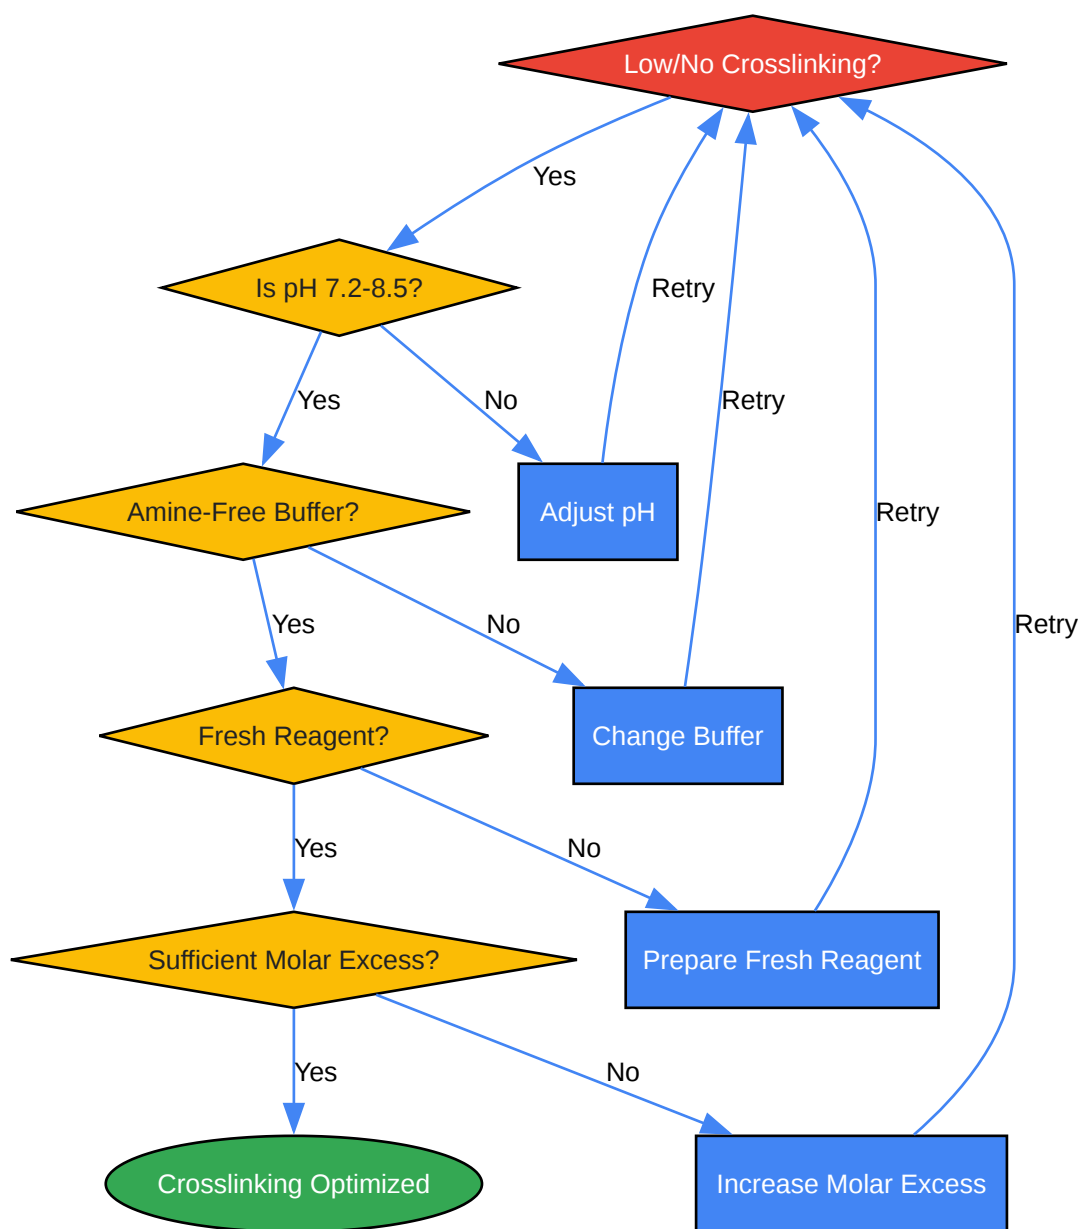 Low/No Crosslinking?
Yes
Is pH 7.2-8.5?
Retry
Yes
No
Retry
Amine-Free Buffer?
Adjust pH
Retry
Yes
No
Retry
Fresh Reagent?
Change Buffer
Yes
No
Sufficient Molar Excess?
Prepare Fresh Reagent
Yes
No
Crosslinking Optimized
Increase Molar Excess